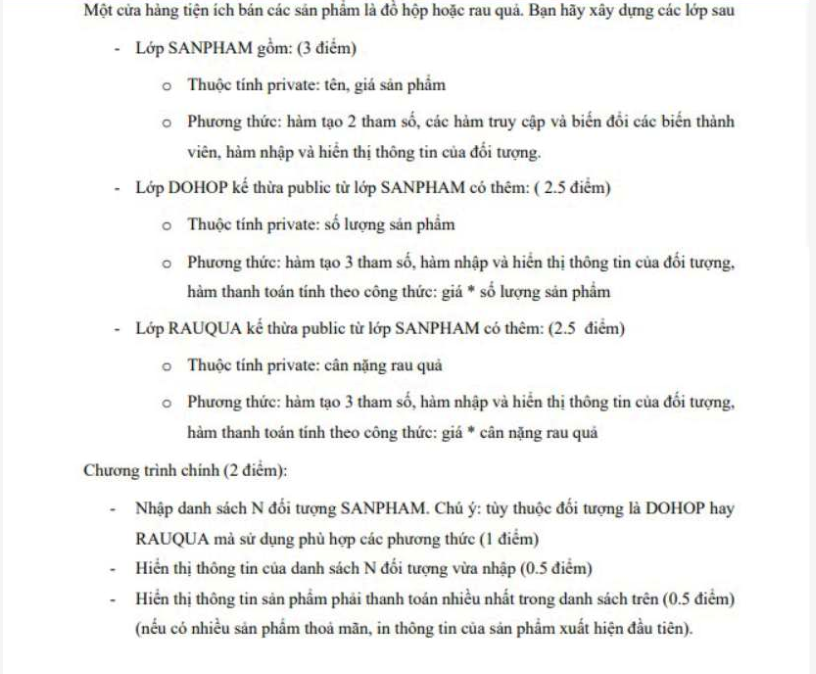 Một cửa hàng tiện ích bán các sản phẩm là đồ hộp hoặc rau quả. Bạn hãy xây dựng các lớp sau
- Lớp SANPHAM gồm: (3 điểm)
o Thuộc tính private: tên, giá sản phẩm
o Phương thức: hàm tạo 2 tham số, các hàm truy cập và biến đổi các biến thành
viên, hàm nhập và hiển thị thông tin của đối tượng.
- Lớp DOHOP kế thừa public từ lớp SANPHAM có thêm: ( 2.5 điểm)
o Thuộc tính private: số lượng sản phẩm
o Phương thức: hàm tạo 3 tham số, hàm nhập và hiển thị thông tin của đối tượng,
hàm thanh toán tính theo công thức: giá * số lượng sản phẩm
- Lớp RAUQUA kế thừa public từ lớp SANPHAM có thêm: (2.5 điểm)
o Thuộc tính private: cân nặng rau quả
o Phương thức: hàm tạo 3 tham số, hàm nhập và hiển thị thông tin của đối tượng,
hàm thanh toán tính theo công thức: giá * cân nặng rau quả
Chương trình chính (2 điểm):
- Nhập danh sách N đối tượng SANPHAM. Chú ý: tùy thuộc đối tượng là DOHOP hay
RAUQUA mà sử dụng phù hợp các phương thức (1 điểm)
- Hiển thị thông tin của danh sách N đối tượng vừa nhập (0.5 điểm)
- Hiển thị thông tin sản phẩm phải thanh toán nhiều nhất trong danh sách trên (0.5 điểm)
(nếu có nhiều sản phẩm thoả mãn, in thông tin của sản phẩm xuất hiện đầu tiên).